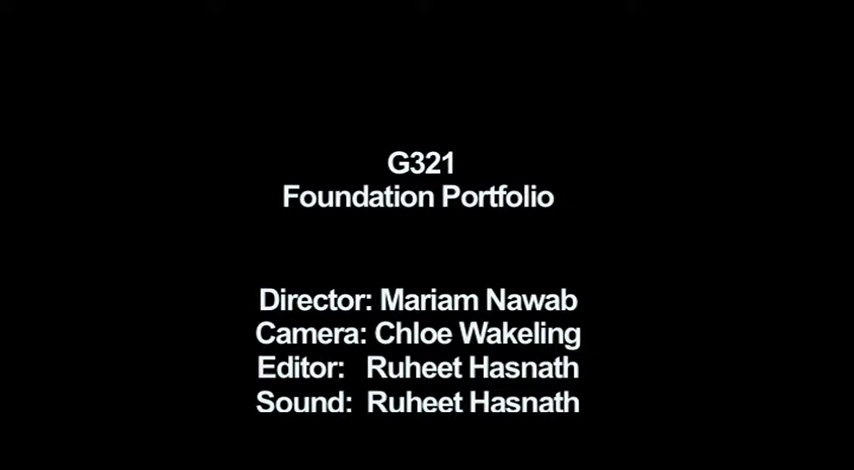 G321
Foundation Portfolio
Director: Mariam Nawab
Camera: Chloe Wakeling
Editor: Ruheet Hasnath
Sound: Ruheet Hasnath